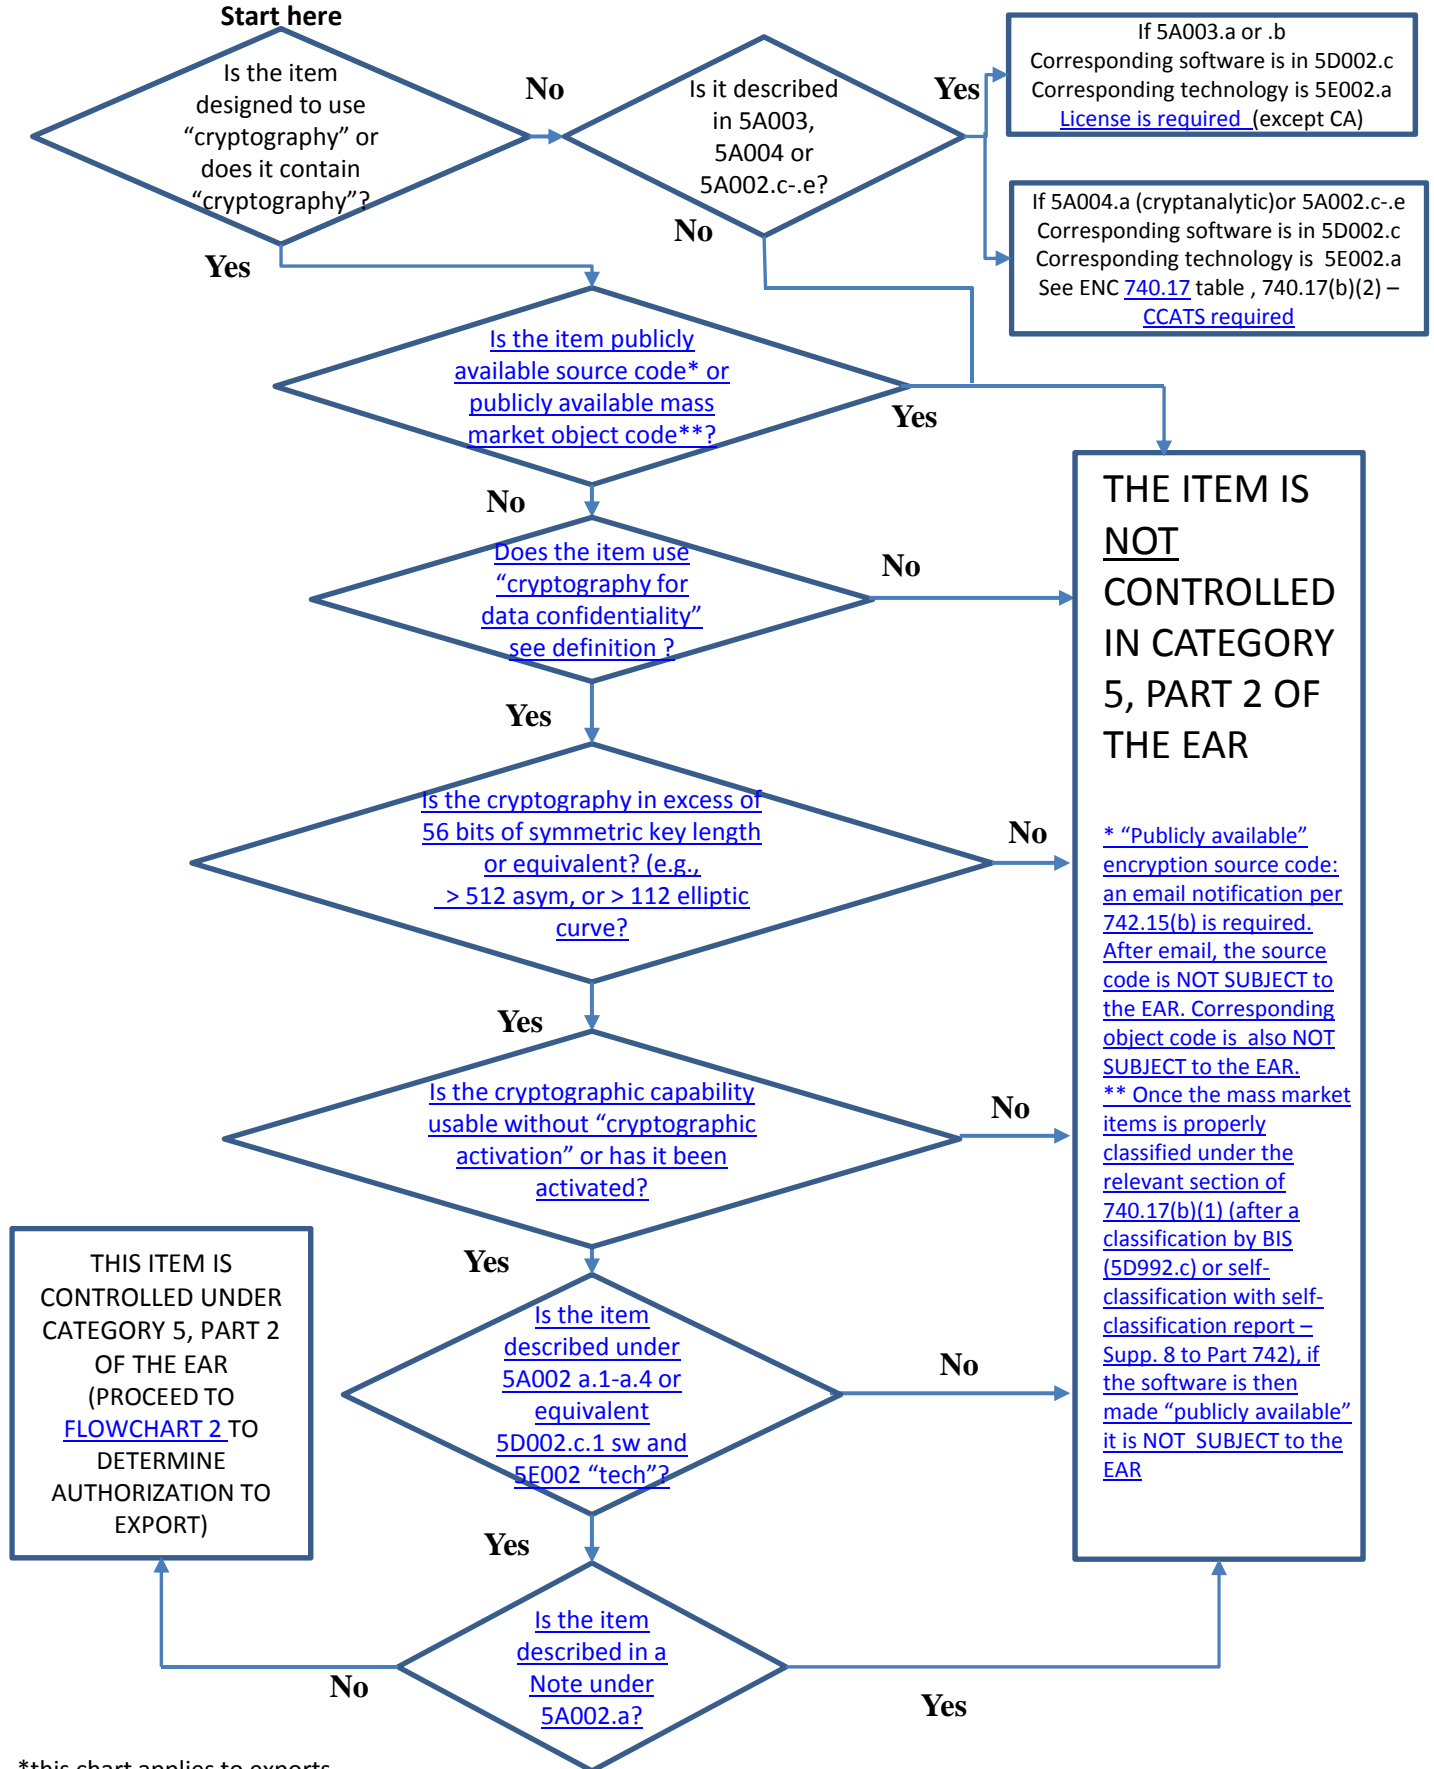 Start here
Is the item
designed to use
“cryptography” or
does it contain
“cryptography”?
No
Yes
Is it described
in 5A003,
5A004 or
5A002.c-.e?
Yes
No
If 5A003.a or .b
Corresponding software is in 5D002.c
Corresponding technology is 5E002.a
License is required (except CA)
If 5A004.a (cryptanalytic)or 5A002.c-.e
Corresponding software is in 5D002.c
Corresponding technology is 5E002.a
See ENC 740.17 table , 740.17(b)(2) –
CCATS required
Is the item publicly
available source code* or
publicly available mass
market object code**?
Yes
No
Does the item use
“cryptography for
data confidentiality”
see definition ?
No
Yes
Is the cryptography in excess of
56 bits of symmetric key length
or equivalent? (e.g.,
> 512 asym, or > 112 elliptic
curve?
No
Yes
Is the cryptographic capability
usable without “cryptographic
activation” or has it been
activated?
No
Yes
Is the item
described under
5A002 a.1-a.4 or
equivalent
5D002.c.1 sw and
5E002 “tech”?
No
Yes
Is the item
described in a
Note under
5A002.a?
No
Yes
THIS ITEM IS
CONTROLLED UNDER
CATEGORY 5, PART 2
OF THE EAR
(PROCEED TO
FLOWCHART 2 TO
DETERMINE
AUTHORIZATION TO
EXPORT)
THE ITEM IS
NOT
CONTROLLED
IN CATEGORY
5, PART 2 OF
THE EAR
* “Publicly available”
encryption source code:
an email notification per
742.15(b) is required.
After email, the source
code is NOT SUBJECT to
the EAR. Corresponding
object code is also NOT
SUBJECT to the EAR.
** Once the mass market
items is properly
classified under the
relevant section of
740.17(b)(1) (after a
classification by BIS
(5D992.c) or self-
classification with self-
classification report –
Supp. 8 to Part 742), if
the software is then
made “publicly available”
it is NOT SUBJECT to the
EAR
*this chart applies to exports